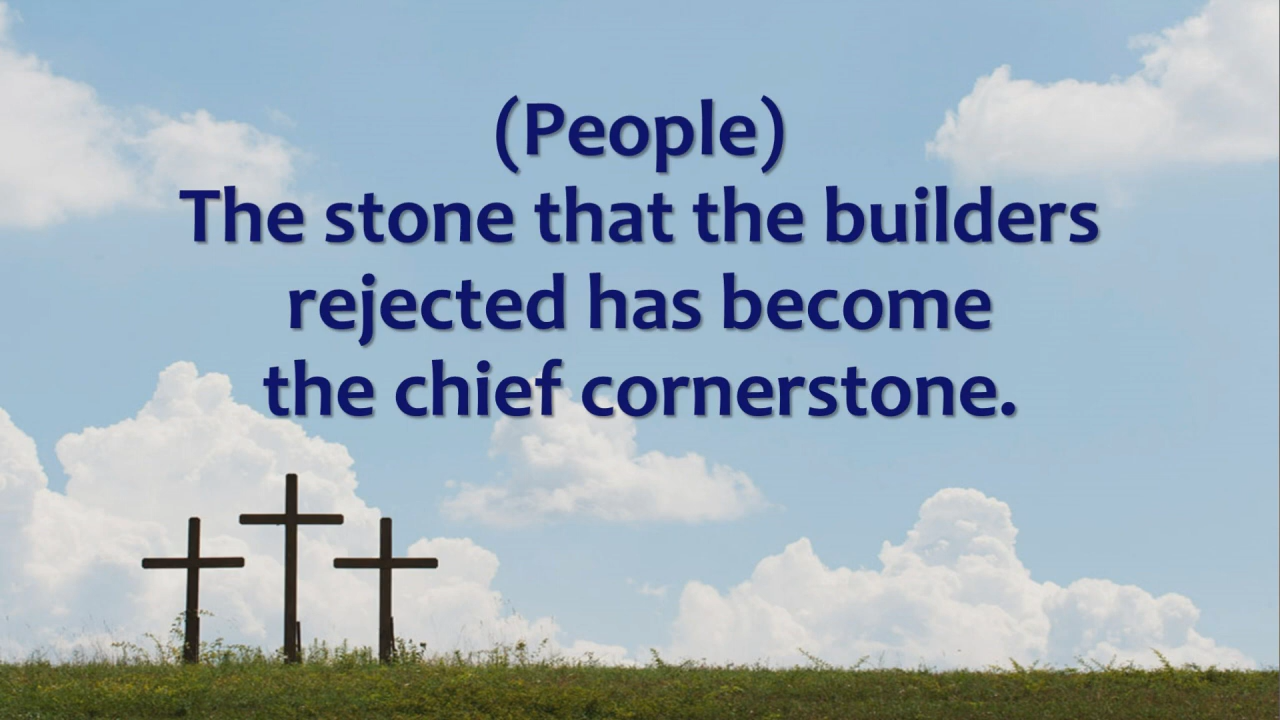 (People)
The stone that the builders
rejected has become
the chief cornerstone.